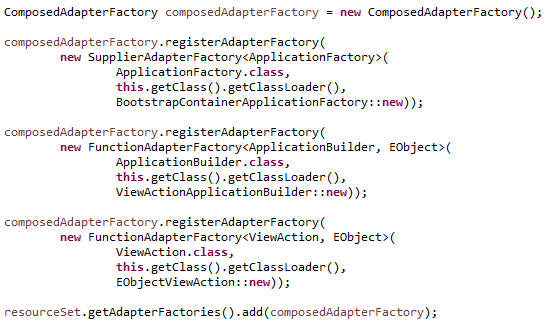 ComposedAdapterFactory composedAdapterFactory = new ComposedAdapterFactory();
composedAdapterFactory.registerAdapterFactory(
new SupplierAdapterFactory<ApplicationFactory>(
ApplicationFactory.class,
this.getClass().getClassLoader(),
BootstrapContainerApplicationFactory::new));
composedAdapterFactory.registerAdapterFactory(
new FunctionAdapterFactory<ApplicationBuilder, EObject>(
ApplicationBuilder.class,
this.getClass().getClassLoader(),
ViewActionApplicationBuilder::new));
composedAdapterFactory.registerAdapterFactory(
new FunctionAdapterFactory<ViewAction, EObject>(
ViewAction.class,
this.getClass().getClassLoader(),
EObjectViewAction::new));
resourceSet.getAdapterFactories().add(composedAdapterFactory);